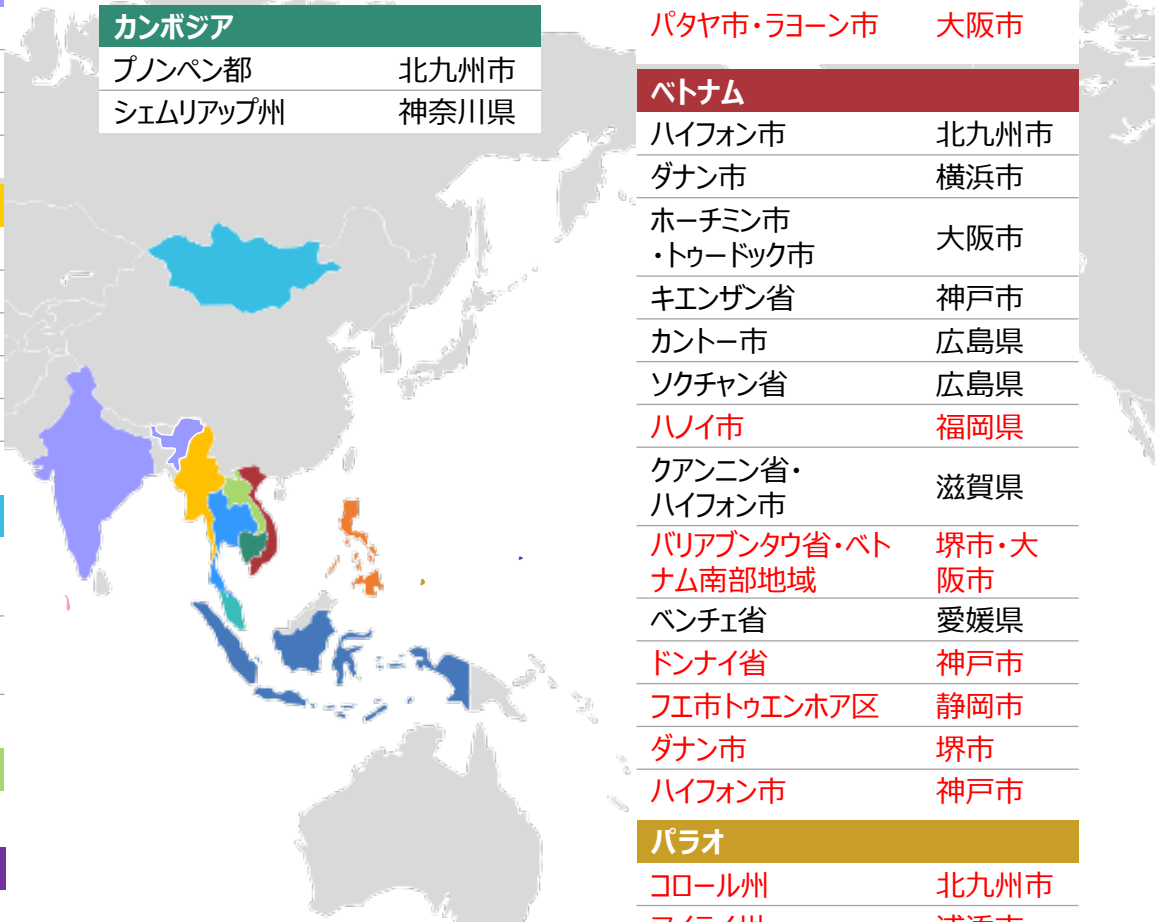 カンボジア
プノンペン都 北九州市
シェムリアップ州 神奈川県
パタヤ市・ラヨーン市 大阪市
ベトナム
ハイフォン市 北九州市
ダナン市 横浜市
ホーチミン市
・トゥードック市 大阪市
キエンザン省 神戸市
カントー市 広島県
ソクチャン省 広島県
ハノイ市 福岡県
クアンニン省・
ハイフォン市 滋賀県
バリアブンタウ省・ベト 堺市・大
ナム南部地域 阪市
ベンチェ省 愛媛県
ドンナイ省 神戸市
フエ市トゥエンホア区 静岡市
ダナン市 堺市
ハイフォン市 神戸市
パラオ
コロール州 北九州市